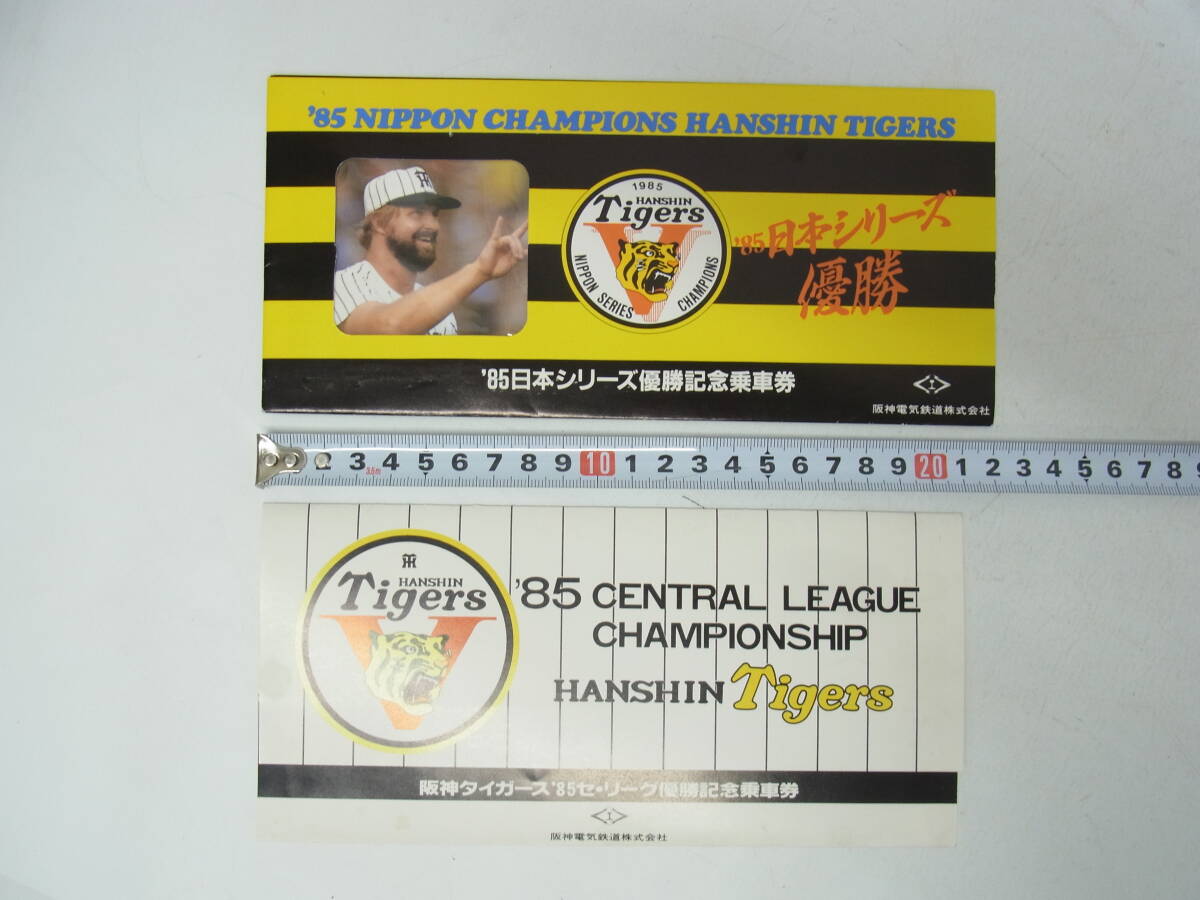 '85 NIPPON CHAMPIONS HANSHIN TIGERS
1985
HANSHIN
Tigers
NIPPON SERIES CHAMPIONS
'85日本シリーズ
優勝
'85日本シリーズ優勝記念乗車券
阪神電気鉄道株式会社
3 4 5 6 7 8 9 10 1 2 3 4 5 6 7 8 9 20 1 2 3 4 5 6 7 8 9
3.5m
HANSHIN
Tigers
'85 CENTRAL LEAGUE
CHAMPIONSHIP
HANSHIN Tigers
阪神タイガース'85セ・リーグ優勝記念乗車券
阪神電気鉄道株式会社